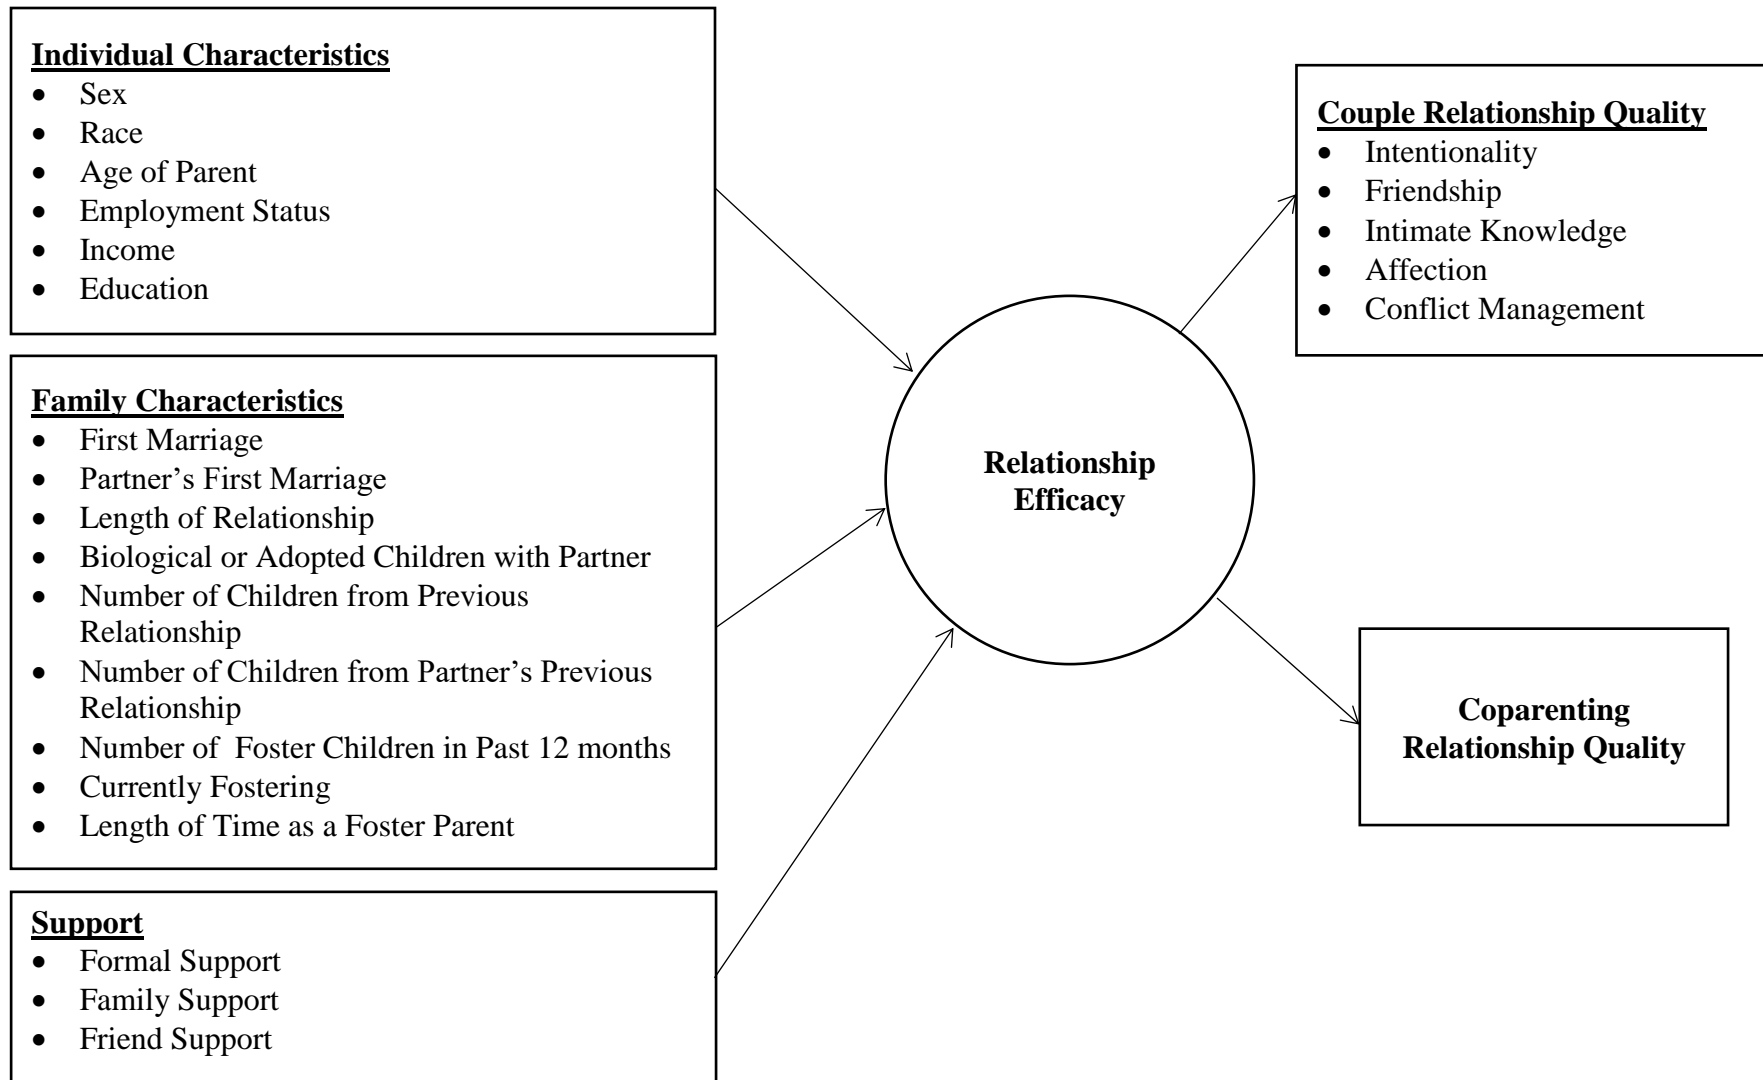 Individual Characteristics
• Sex
• Race
• Age of Parent
• Employment Status
• Income
• Education
Family Characteristics
• First Marriage
• Partner’s First Marriage
• Length of Relationship
• Biological or Adopted Children with Partner
• Number of Children from Previous
Relationship
• Number of Children from Partner’s Previous
Relationship
• Number of  Foster Children in Past 12 months
• Currently Fostering
• Length of Time as a Foster Parent
Support
• Formal Support
• Family Support
• Friend Support
Relationship
Efficacy
Couple Relationship Quality
• Intentionality
• Friendship
• Intimate Knowledge
• Affection
• Conflict Management
Coparenting
Relationship Quality